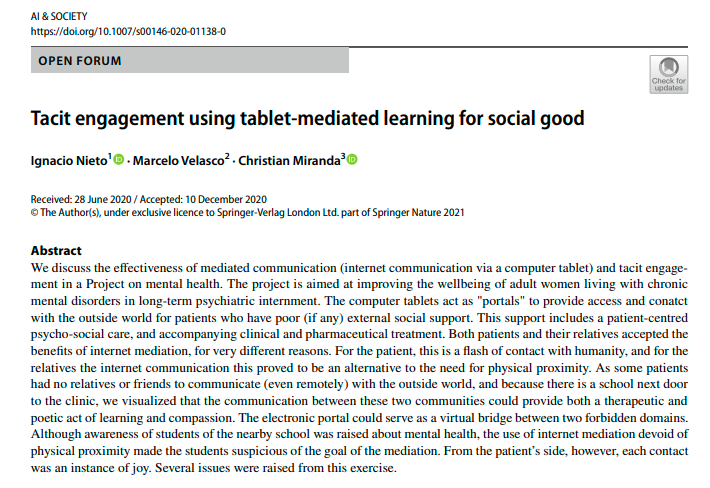 AI & SOCIETY
https://doi.org/10.1007/s00146-020-01138-0
OPEN FORUM
Check for
updates
Tacit engagement using tablet-mediated learning for social good
Ignacio Nieto1 · Marcelo Velasco2 · Christian Miranda3
Received: 28 June 2020 / Accepted: 10 December 2020
© The Author(s), under exclusive licence to Springer-Verlag London Ltd. part of Springer Nature 2021
Abstract
We discuss the effectiveness of mediated communication (internet communication via a computer tablet) and tacit engage-
ment in a Project on mental health. The project is aimed at improving the wellbeing of adult women living with chronic
mental disorders in long-term psychiatric internment. The computer tablets act as "portals" to provide access and conatct
with the outside world for patients who have poor (if any) external social support. This support includes a patient-centred
psycho-social care, and accompanying clinical and pharmaceutical treatment. Both patients and their relatives accepted the
benefits of internet mediation, for very different reasons. For the patient, this is a flash of contact with humanity, and for the
relatives the internet communication this proved to be an alternative to the need for physical proximity. As some patients
had no relatives or friends to communicate (even remotely) with the outside world, and because there is a school next door
to the clinic, we visualized that the communication between these two communities could provide both a therapeutic and
poetic act of learning and compassion. The electronic portal could serve as a virtual bridge between two forbidden domains.
Although awareness of students of the nearby school was raised about mental health, the use of internet mediation devoid of
physical proximity made the students suspicious of the goal of the mediation. From the patient's side, however, each contact
was an instance of joy. Several issues were raised from this exercise.